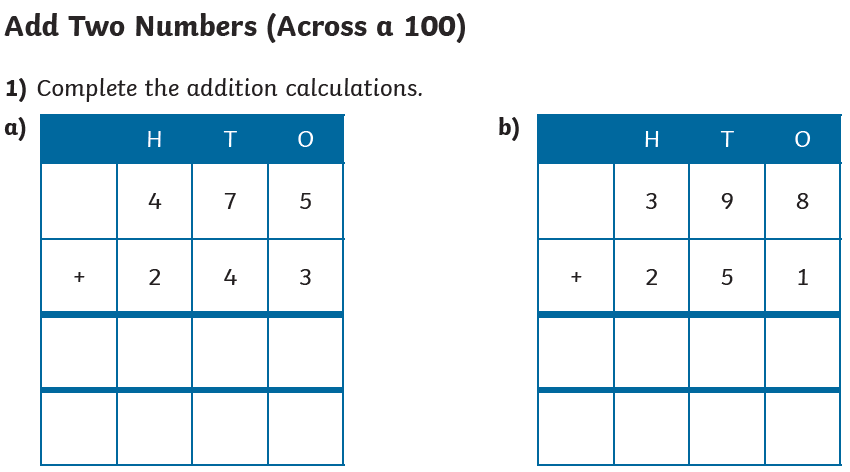 Add Two Numbers (Across a 100)
1) Complete the addition calculations.
a)
H T O
4 7 5
+ 2 4 3
b)
H T O
3 9 8
+ 2 5 1